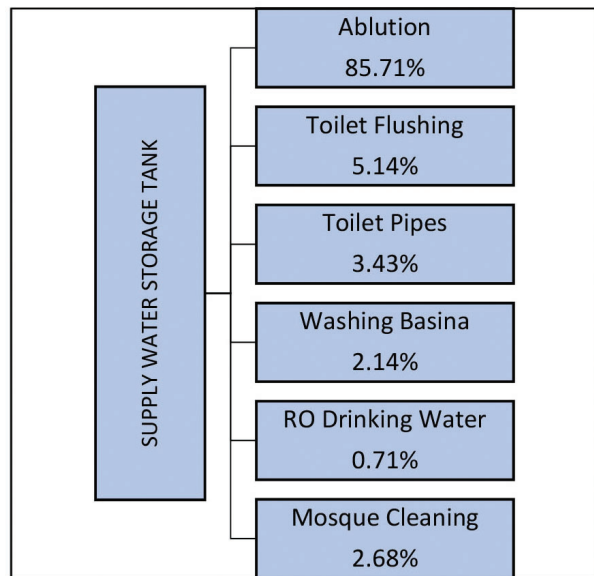 SUPPLY WATER STORAGE TANK
Ablution
85.71%
Toilet Flushing
5.14%
Toilet Pipes
3.43%
Washing Basina
2.14%
RO Drinking Water
0.71%
Mosque Cleaning
2.68%